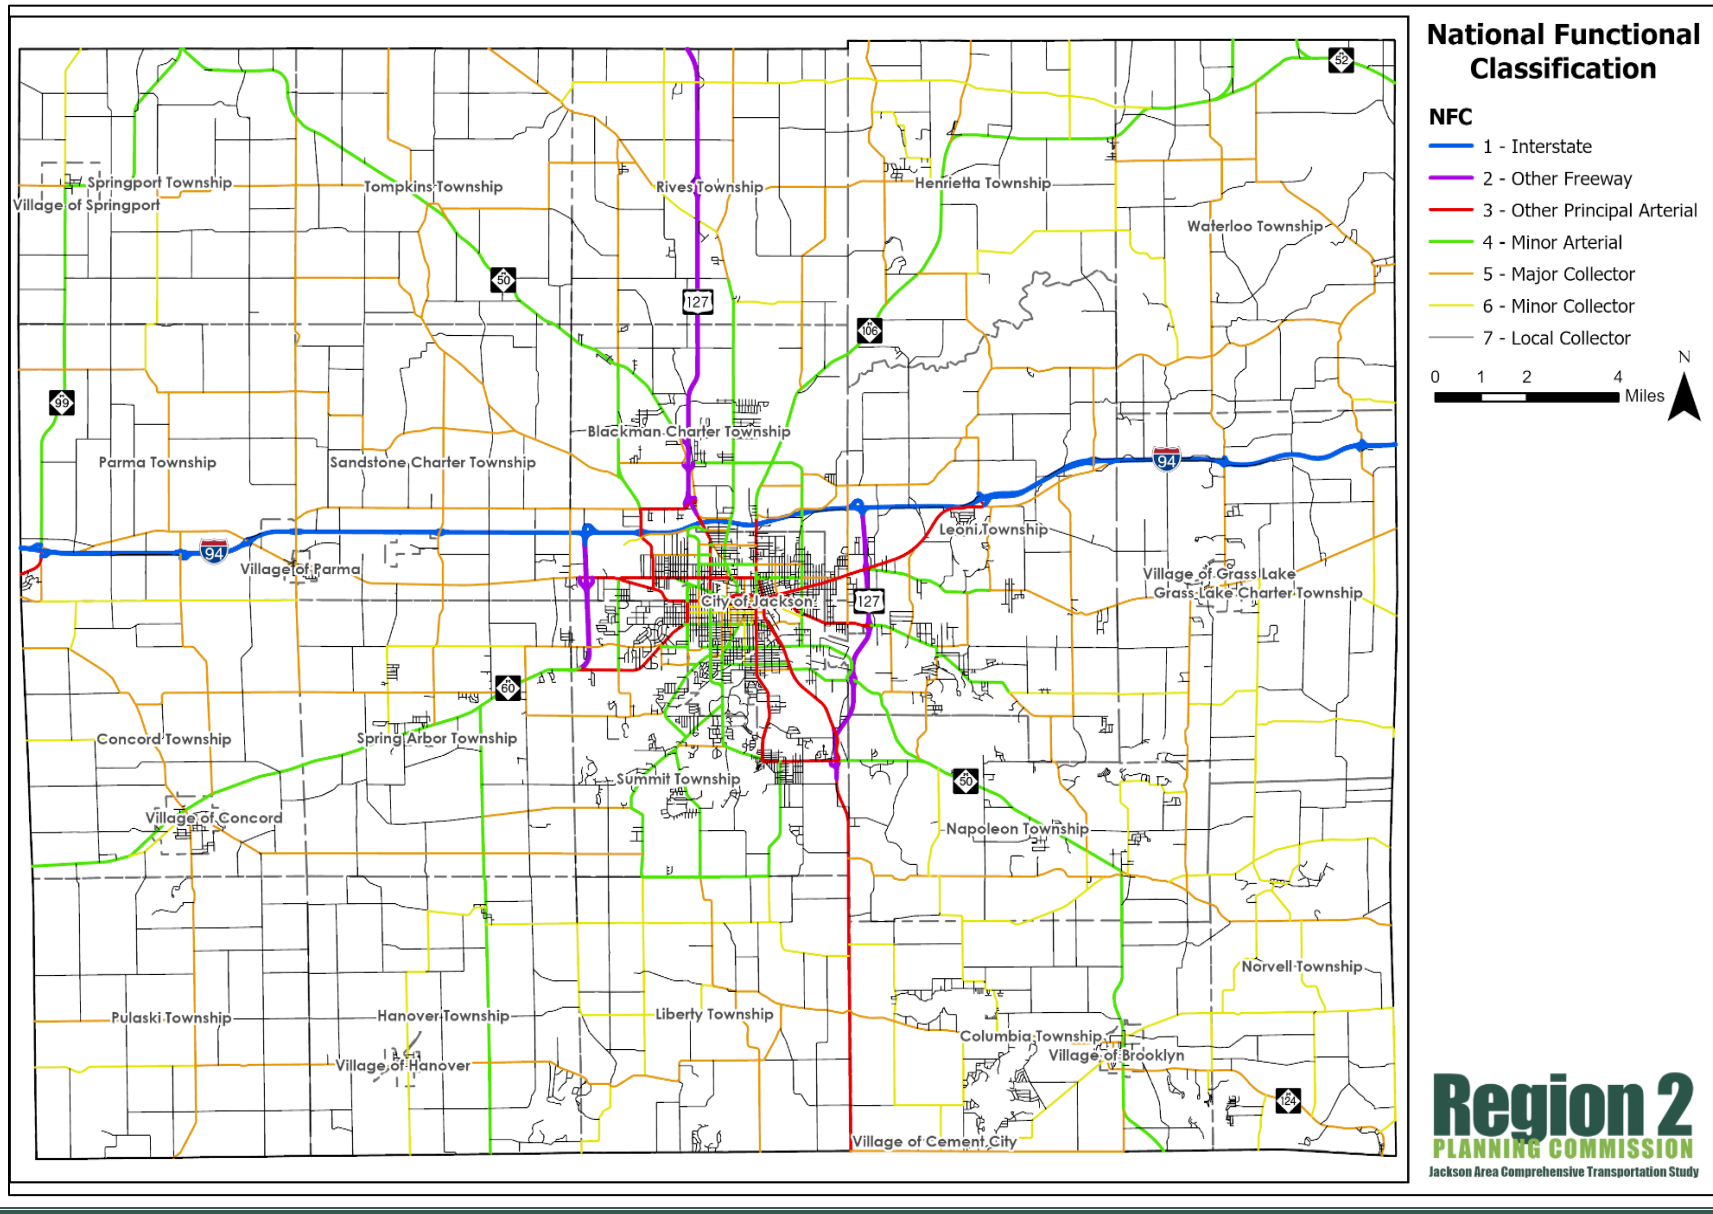 National Functional
Classification
NFC
1 - Interstate
2 - Other Freeway
3 - Other Principal Arterial
4 - Minor Arterial
5 - Major Collector
6 - Minor Collector
7 - Local Collector
N
0 1 2 4
Miles
M 52
Springport Township
Village of Springport
Tompkins Township
Rives Township
Henrietta Township
Waterloo Township
M 50
127
M 106
M 99
Blackman Charter Township
Parma Township
Sandstone Charter Township
94
Leoni Township
94
Village of Parma
Village of Grass Lake
Grass Lake Charter Township
City of Jackson
127
M 60
Concord Township
Spring Arbor Township
Summit Township
M 50
Village of Concord
Napoleon Township
Norvell Township
Pulaski Township
Hanover Township
Liberty Township
Columbia Township
Village of Brooklyn
Village of Hanover
M 124
Village of Cement City
Region 2
PLANNING COMMISSION
Jackson Area Comprehensive Transportation Study